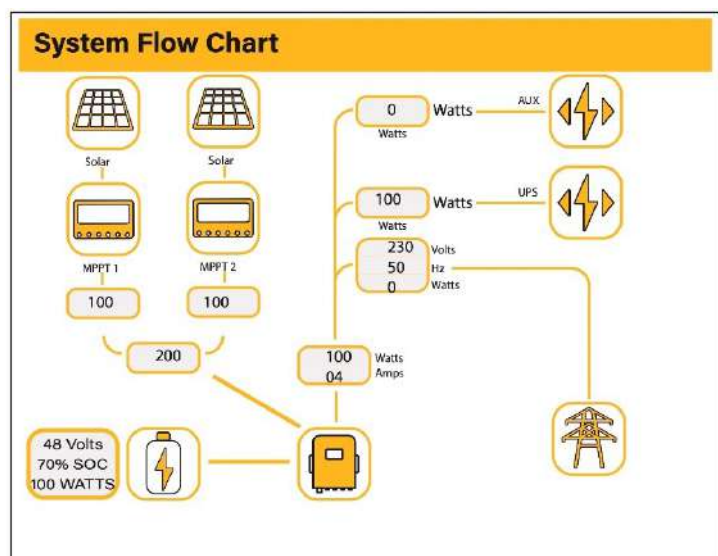 System Flow Chart
Solar
Solar
MPPT 1
MPPT 2
100
100
200
0 Watts
Watts
AUX
100 Watts
Watts
UPS
230 Volts
50 Hz
0 Watts
100 Watts
04 Amps
48 Volts
70% SOC
100 WATTS